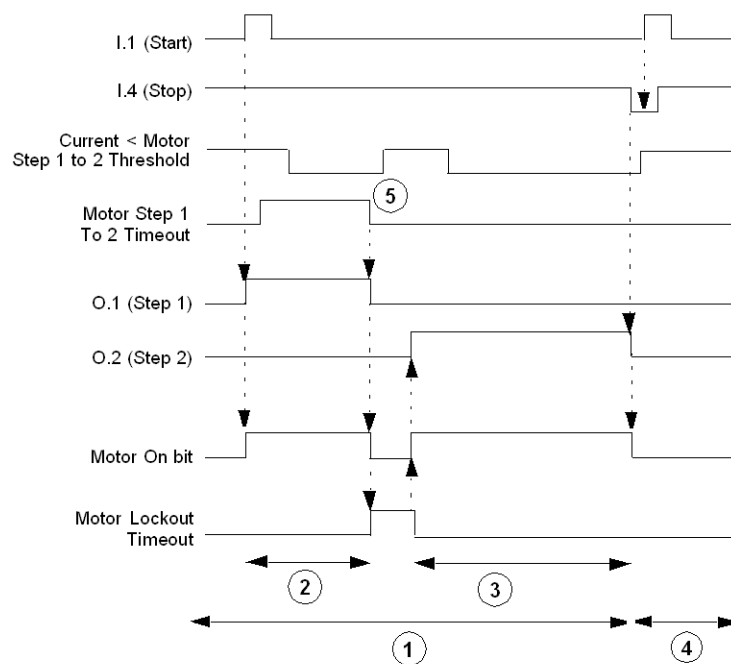 I.1 (Start)
I.4 (Stop)
Current < Motor
Step 1 to 2 Threshold
5
Motor Step 1
To 2 Timeout
O.1 (Step 1)
O.2 (Step 2)
Motor On bit
Motor Lockout
Timeout
2
3
1
4